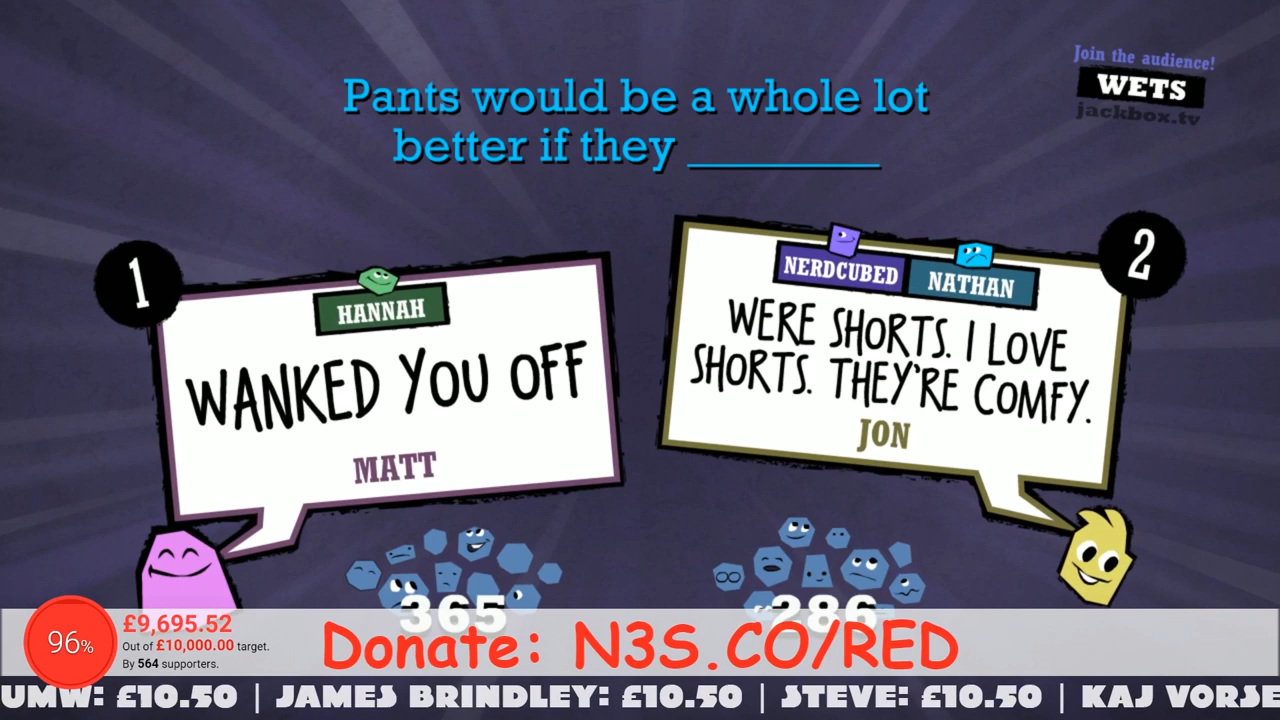 Join the audience!
WETS
jackbox.tv
Pants would be a whole lot
better if they ________
1
HANNAH
WANKED YOU OFF
MATT
2
NERDCUBED
NATHAN
WERE SHORTS. I LOVE
SHORTS. THEY'RE COMFY.
JON
365
286
96%
£9,695.52
Out of £10,000.00 target.
By 564 supporters.
Donate: N3S.CO/RED
UMW: £10.50 | JAMES BRINDLEY: £10.50 | STEVE: £10.50 | KAJ VORSE